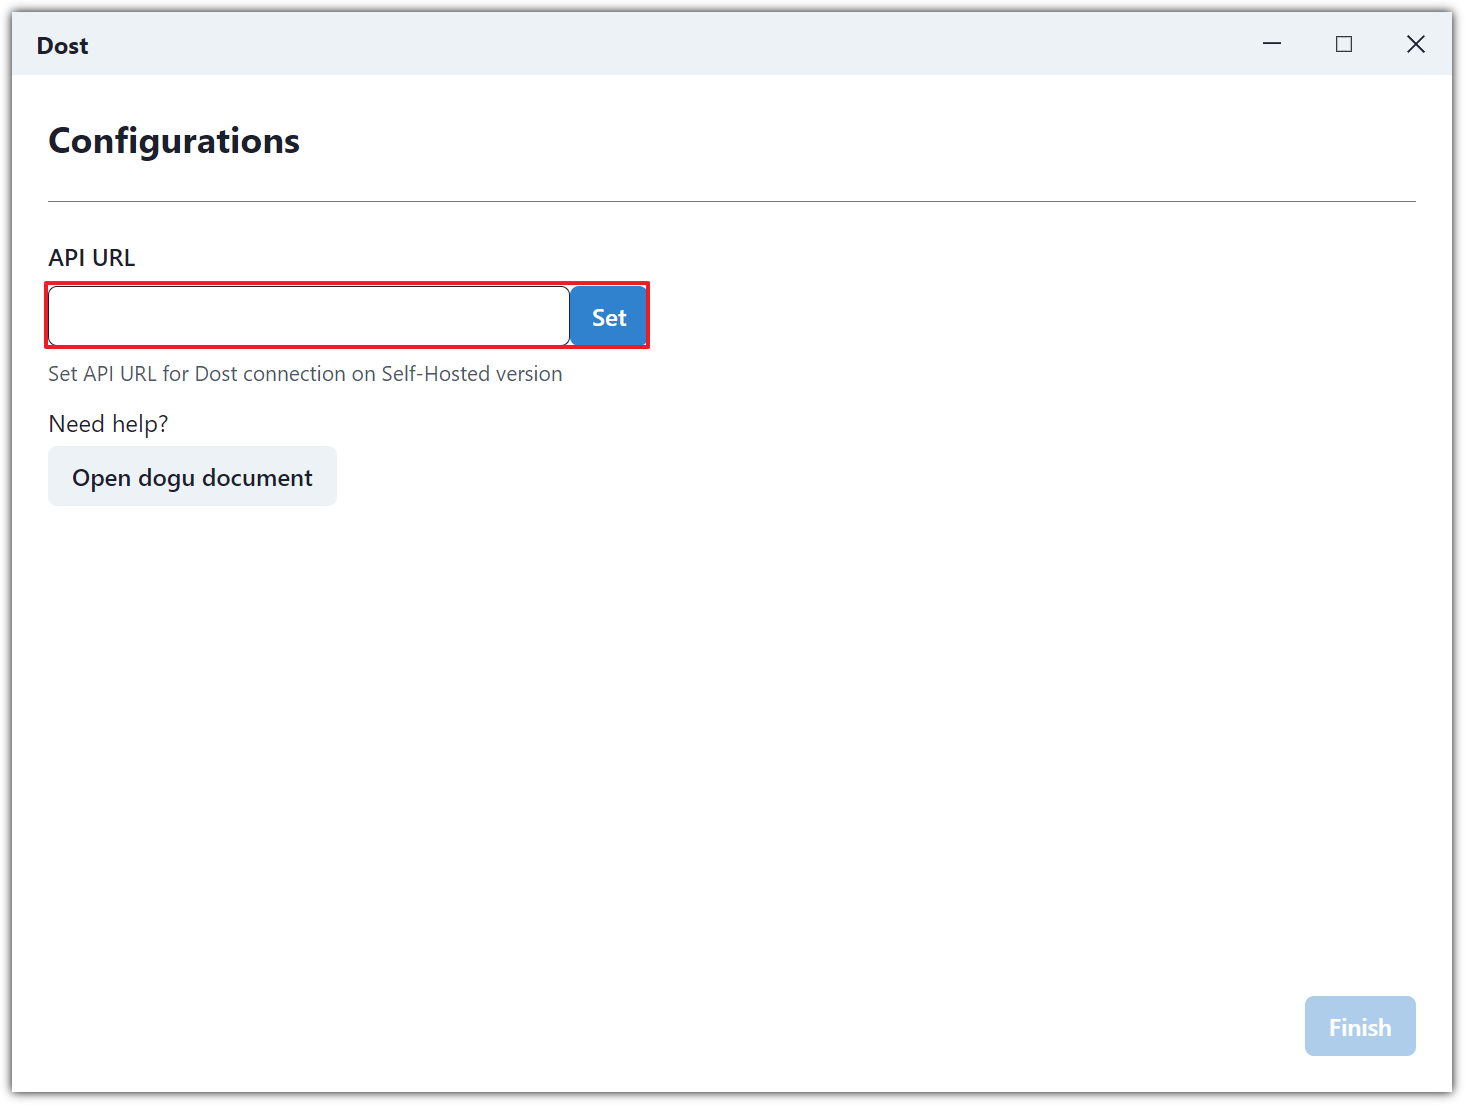 Dost
Configurations
API URL
Set
Set API URL for Dost connection on Self-Hosted version
Need help?
Open dogu document
Finish